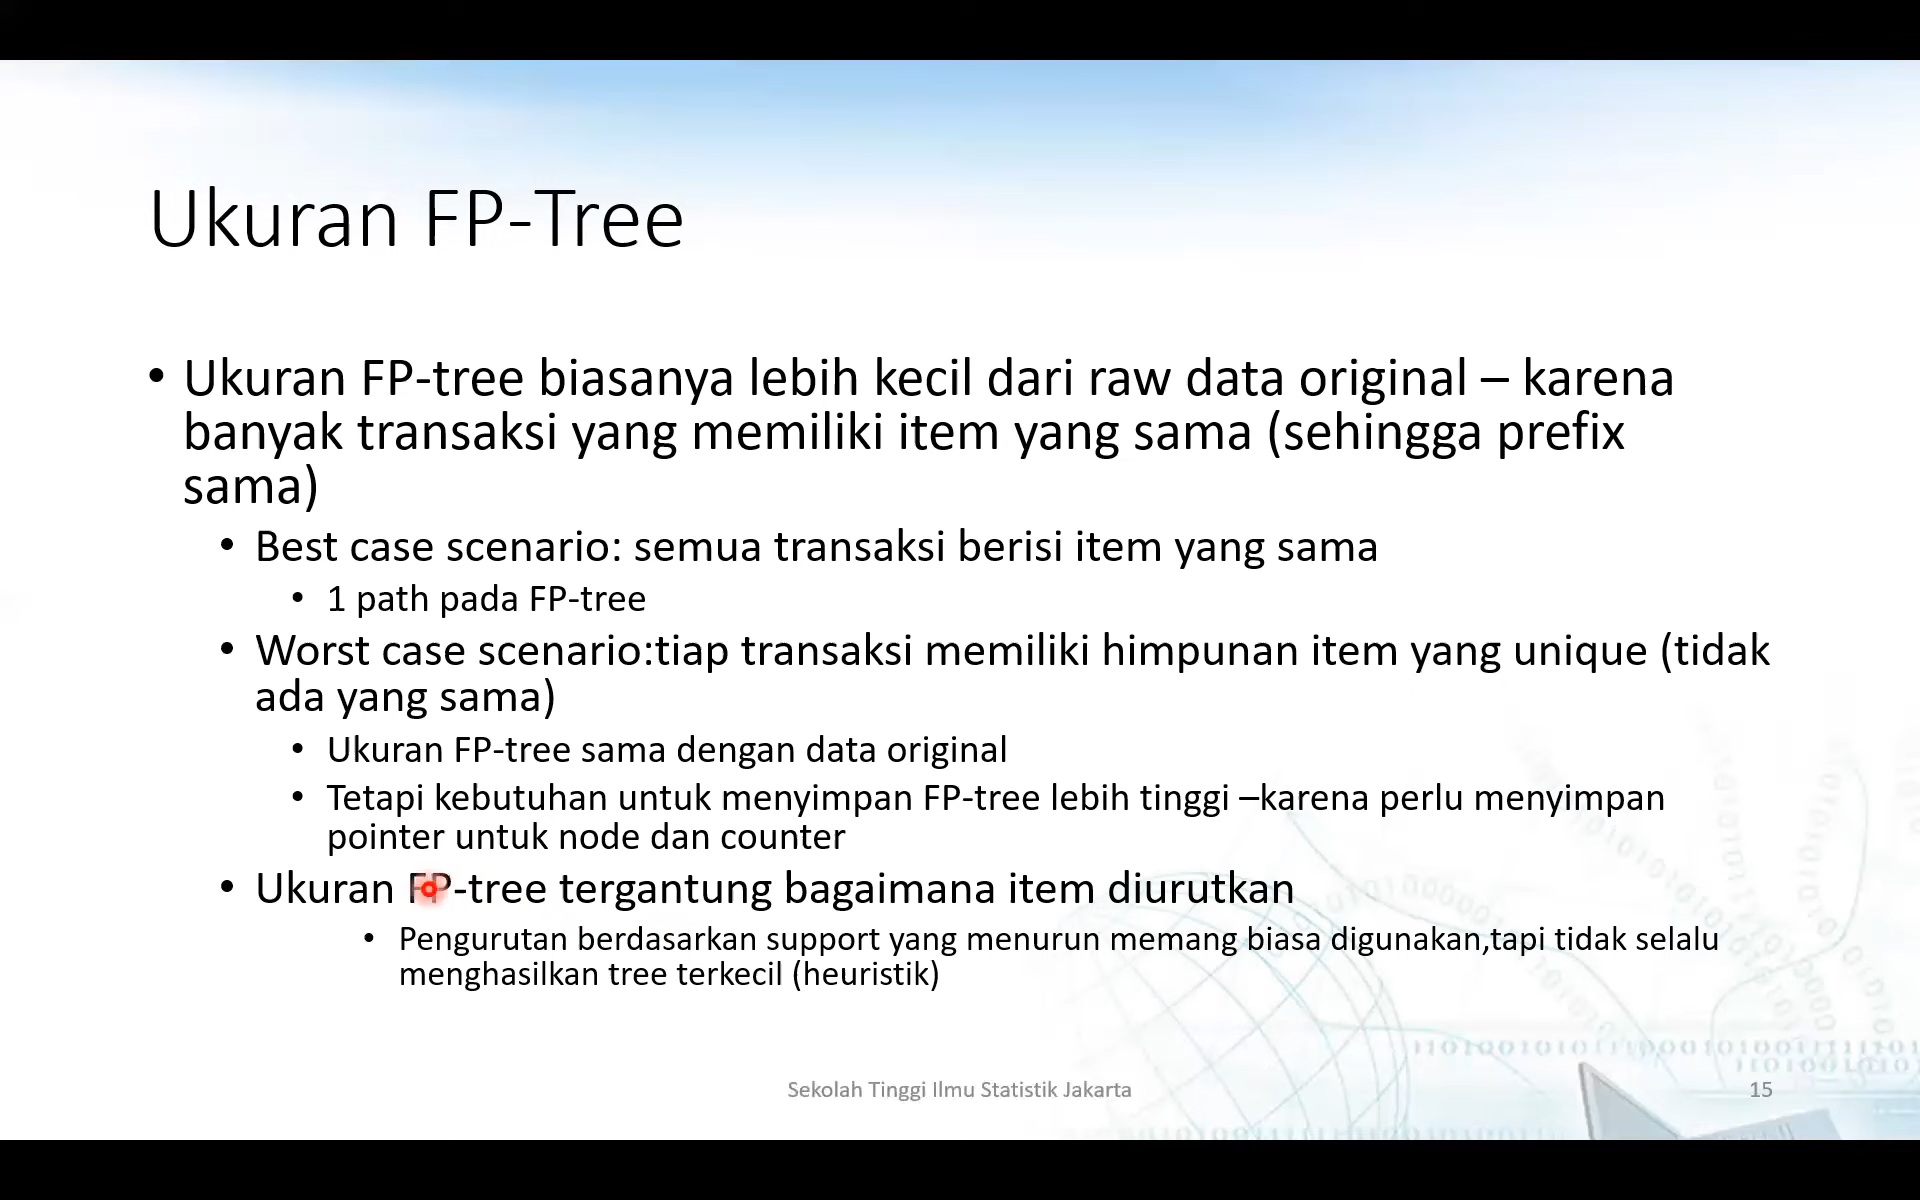 Ukuran FP-Tree
• Ukuran FP-tree biasanya lebih kecil dari raw data original – karena
banyak transaksi yang memiliki item yang sama (sehingga prefix
sama)
• Best case scenario: semua transaksi berisi item yang sama
• 1 path pada FP-tree
• Worst case scenario:tiap transaksi memiliki himpunan item yang unique (tidak
ada yang sama)
• Ukuran FP-tree sama dengan data original
• Tetapi kebutuhan untuk menyimpan FP-tree lebih tinggi –karena perlu menyimpan
pointer untuk node dan counter
• Ukuran FP-tree tergantung bagaimana item diurutkan
• Pengurutan berdasarkan support yang menurun memang biasa digunakan,tapi tidak selalu
menghasilkan tree terkecil (heuristik)
Sekolah Tinggi Ilmu Statistik Jakarta
15